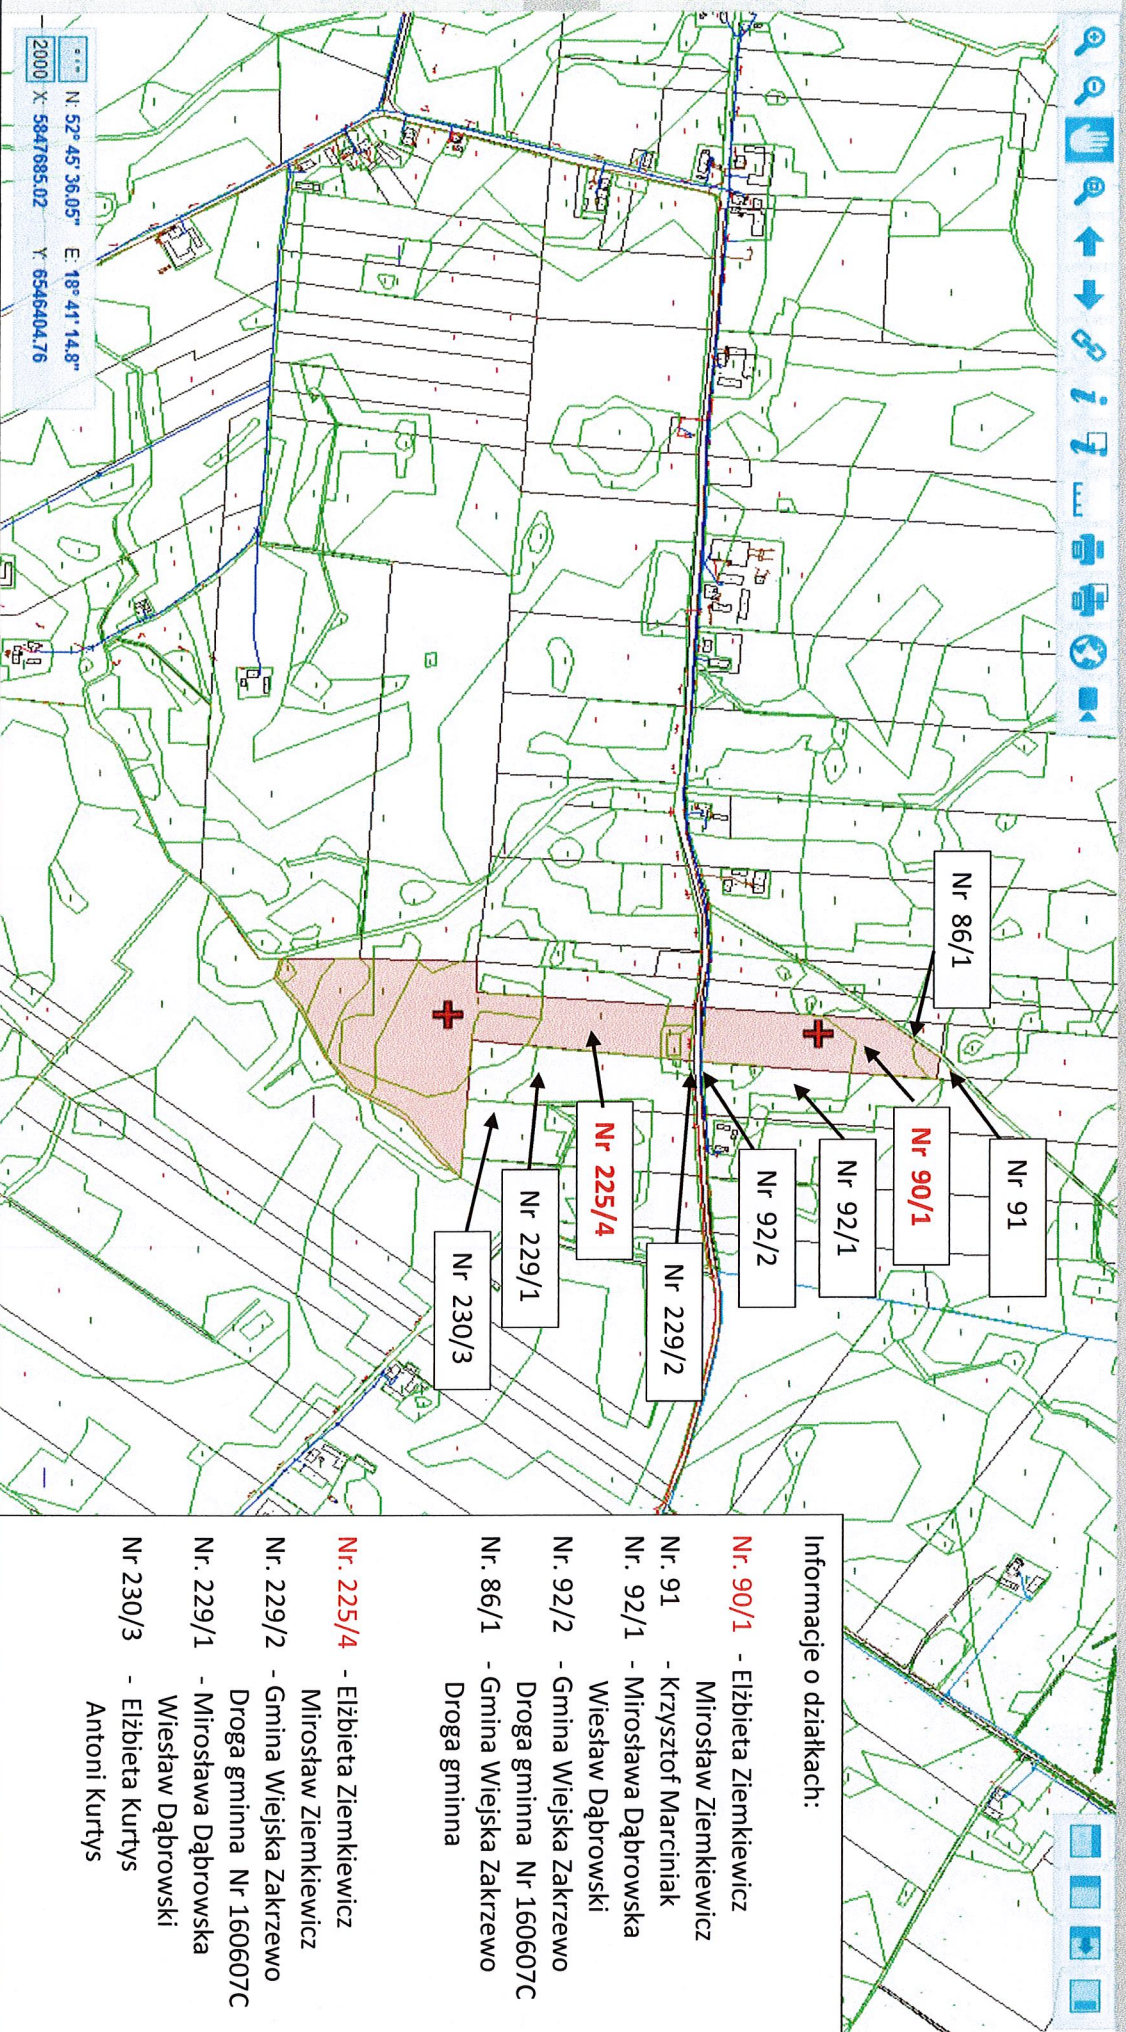 N: 52° 45' 36.05" E: 18° 41' 14.8"
2000 X: 5847685.02 Y: 6546404.76
Nr 86/1
Nr 91
Nr 90/1
Nr 92/1
Nr 92/2
Nr 229/2
Nr 225/4
Nr 229/1
Nr 230/3
Informacje o działkach:
Nr. 90/1 - Elżbieta Ziemkiewicz
Mirosław Ziemkiewicz
Nr. 91 - Krzysztof Marciniak
Nr. 92/1 - Mirosława Dąbrowska
Wiesław Dąbrowski
Nr. 92/2 - Gmina Wiejska Zakrzewo
Droga gminna Nr 160607C
Nr. 86/1 - Gmina Wiejska Zakrzewo
Droga gminna
Nr. 225/4 - Elżbieta Ziemkiewicz
Mirosław Ziemkiewicz
Nr. 229/2 - Gmina Wiejska Zakrzewo
Droga gminna Nr 160607C
Nr. 229/1 - Mirosława Dąbrowska
Wiesław Dąbrowski
Nr 230/3 - Elżbieta Kurtys
Antoni Kurtys